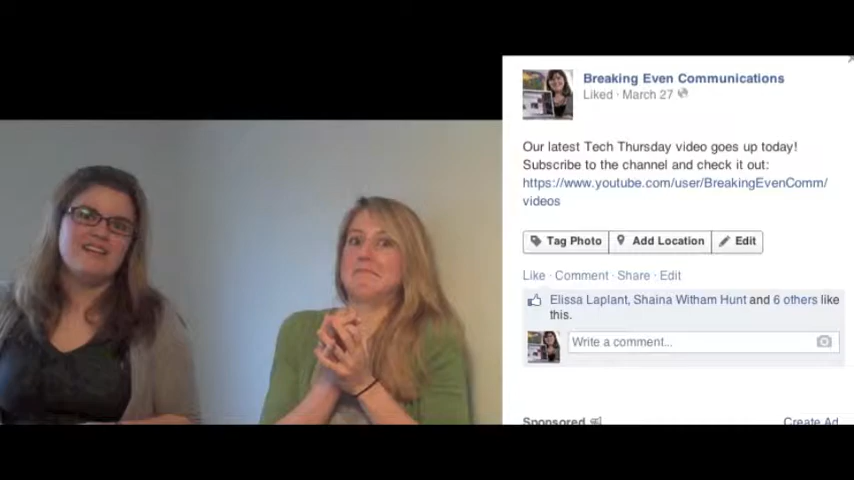 Breaking Even Communications
Liked · March 27
Our latest Tech Thursday video goes up today!
Subscribe to the channel and check it out:
https://www.youtube.com/user/BreakingEvenComm/
videos
Tag Photo Add Location Edit
Like · Comment · Share · Edit
Elissa Laplant, Shaina Witham Hunt and 6 others like
this.
Write a comment...
Sponsored Create Ad